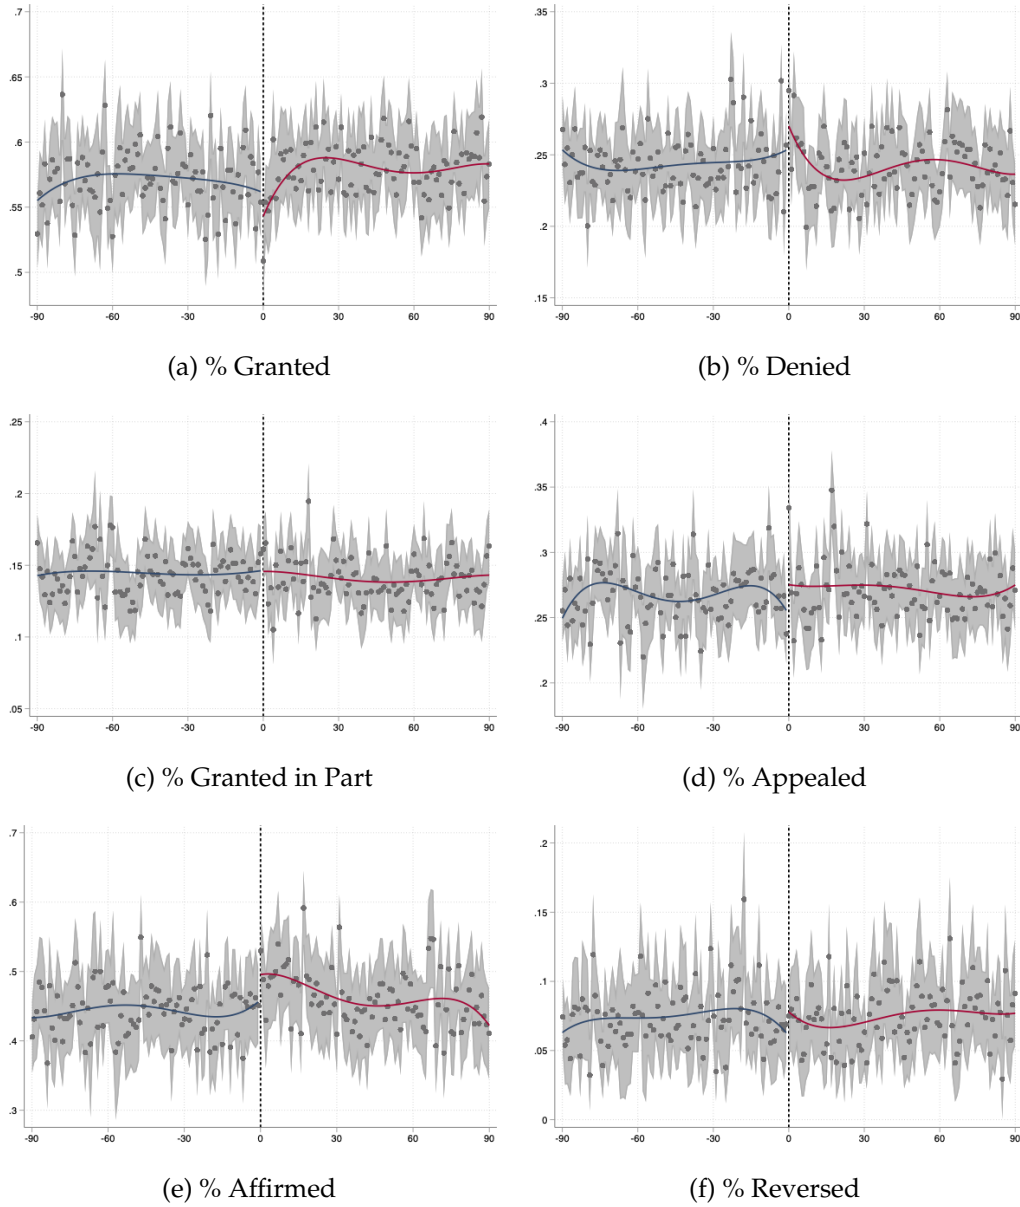 .7
.65
.6
.55
.5
-90 -60 -30 0 30 60 90
(a) % Granted
.35
.3
.25
.2
.15
-90 -60 -30 0 30 60 90
(b) % Denied
.25
.2
.15
.1
.05
-90 -60 -30 0 30 60 90
(c) % Granted in Part
.4
.35
.3
.25
.2
-90 -60 -30 0 30 60 90
(d) % Appealed
.7
.6
.5
.4
.3
-90 -60 -30 0 30 60 90
(e) % Affirmed
.2
.15
.1
.05
0
-90 -60 -30 0 30 60 90
(f) % Reversed